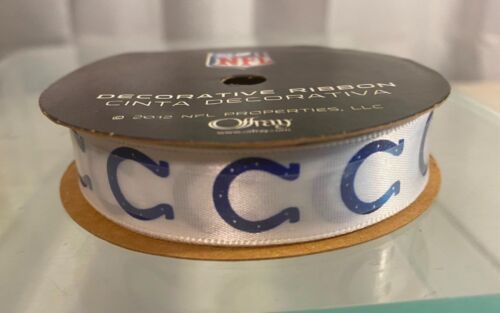 NFL
DECORATIVE RIBBON
CINTA DECORATIVA
© 2012 NFL PROPERTIES, LLC
Offray